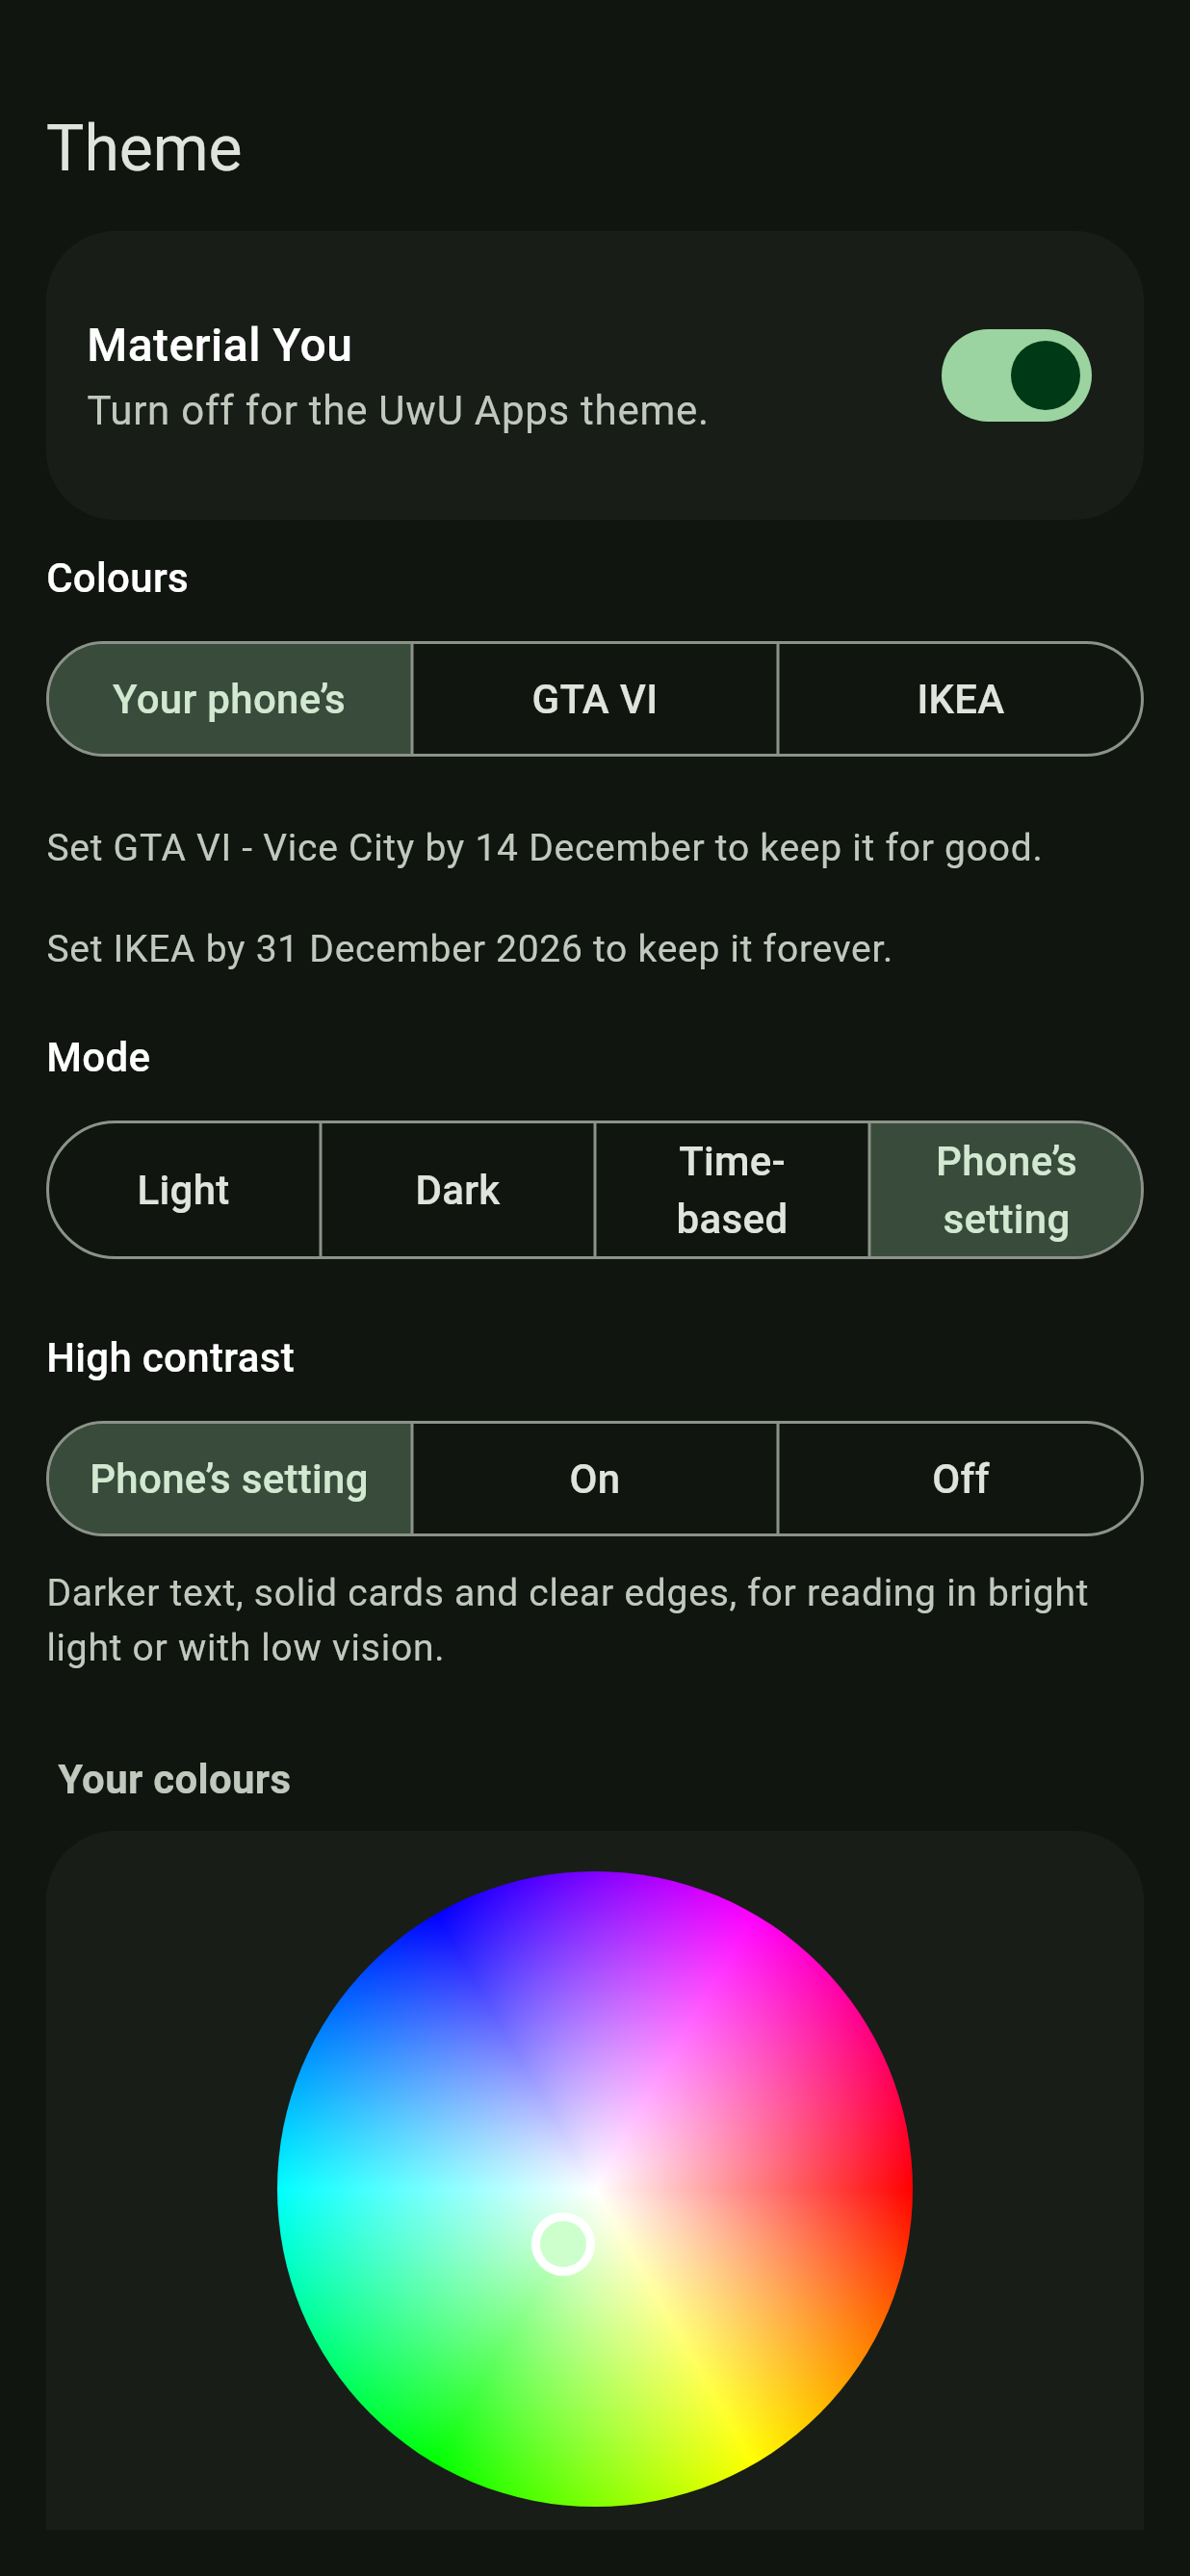 Theme
Material You
Turn off for the UwU Apps theme.
Colours
Your phone’s
GTA VI
IKEA
Set GTA VI - Vice City by 14 December to keep it for good.
Set IKEA by 31 December 2026 to keep it forever.
Mode
Light
Dark
Time-
based
Phone’s
setting
High contrast
Phone’s setting
On
Off
Darker text, solid cards and clear edges, for reading in bright
light or with low vision.
Your colours